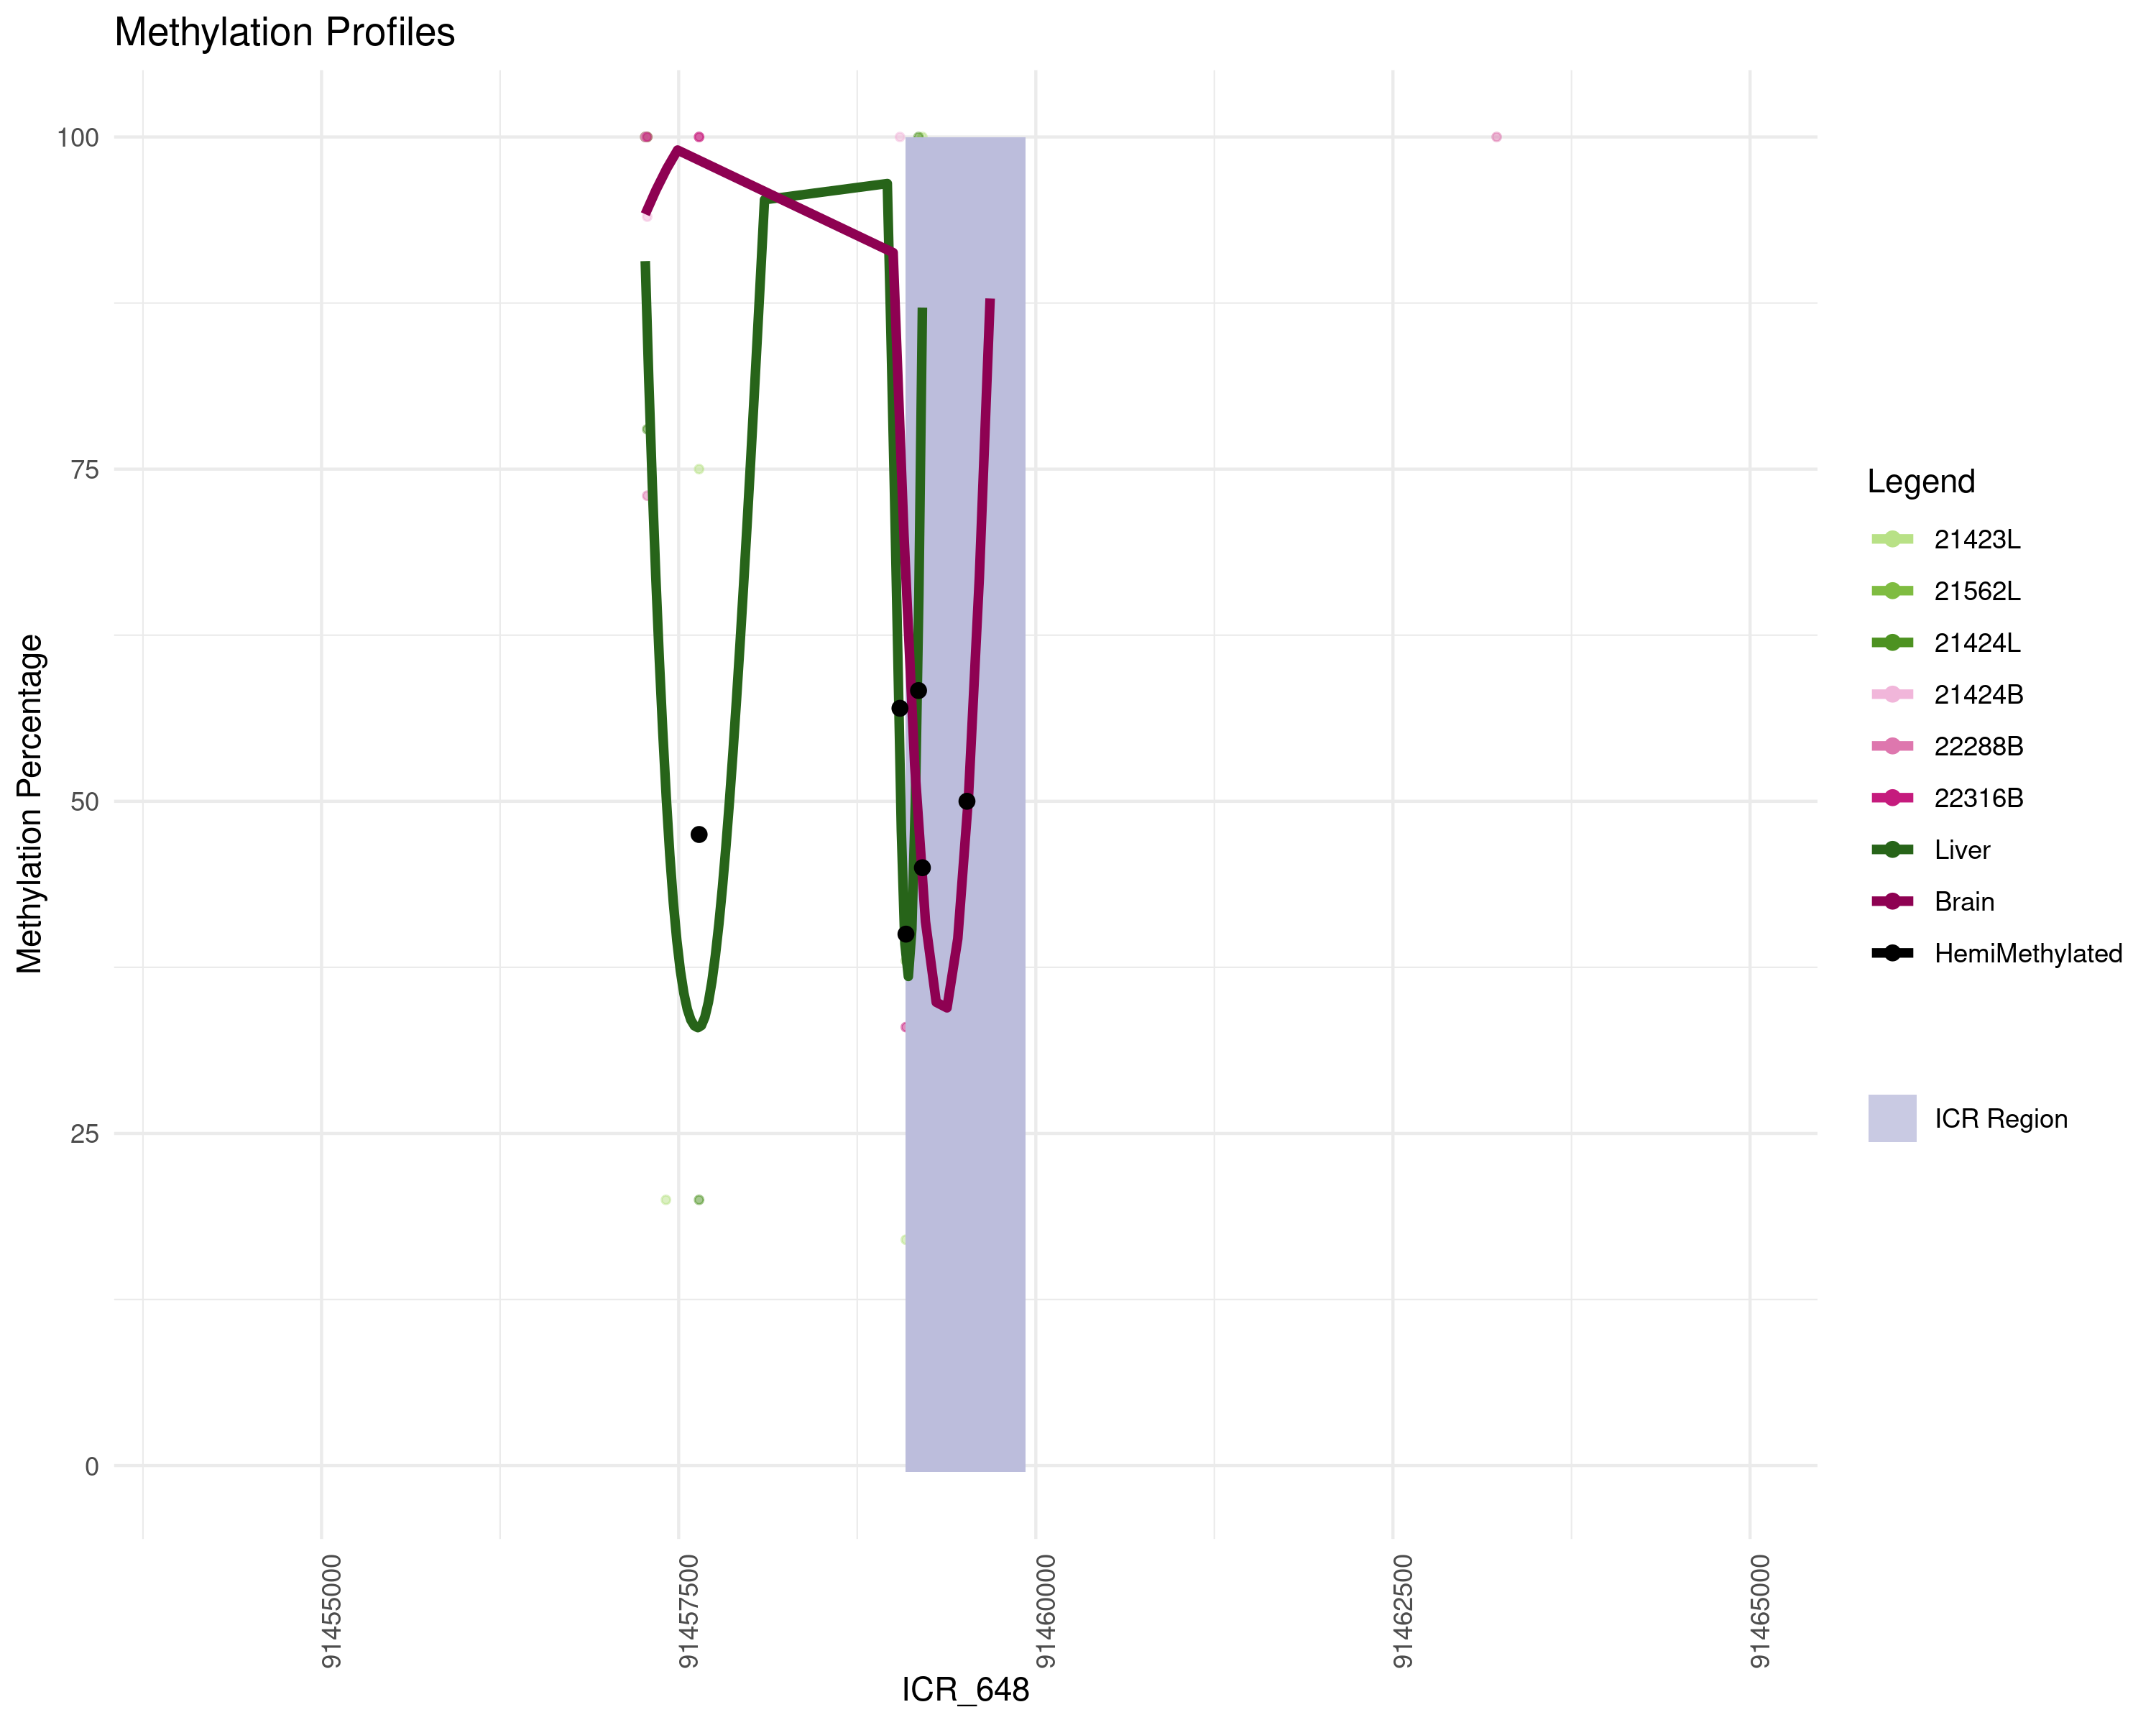 Methylation Profiles
Methylation Percentage
100
75
50
25
0
91455000
91457500
91460000
91462500
91465000
ICR_648
Legend
21423L
21562L
21424L
21424B
22288B
22316B
Liver
Brain
HemiMethylated
ICR Region